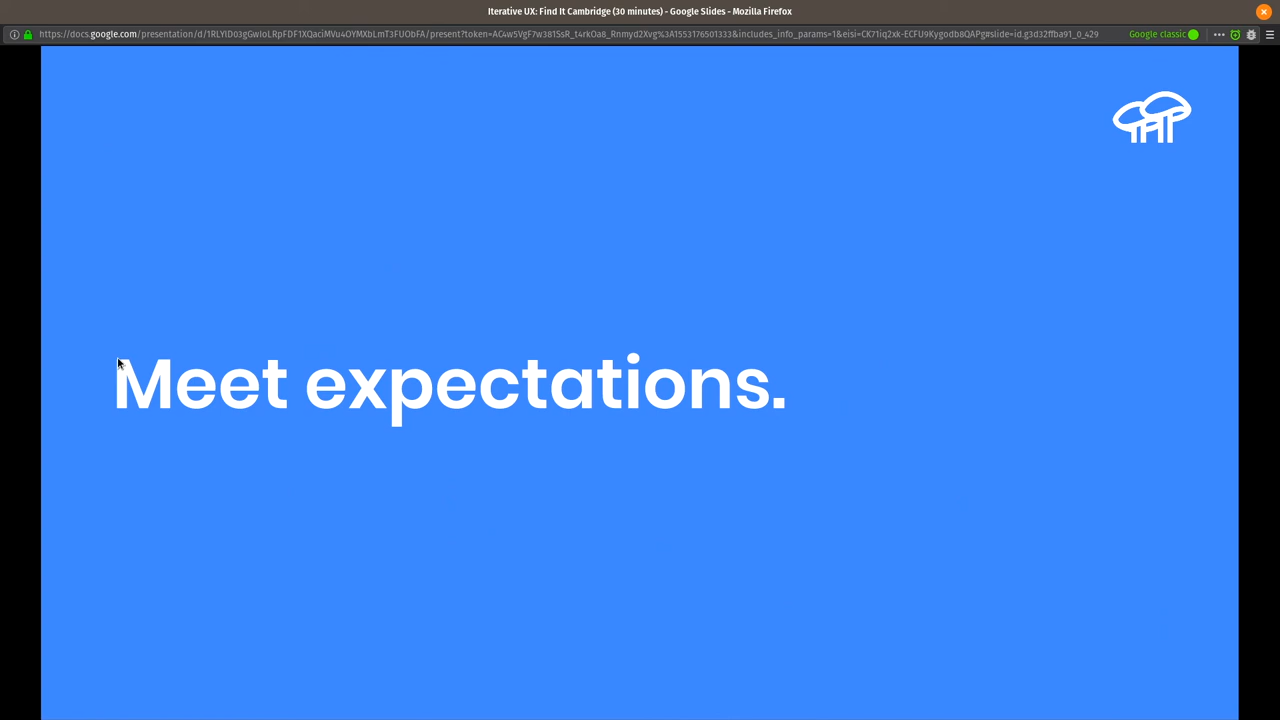 Iterative UX: Find It Cambridge (30 minutes) - Google Slides - Mozilla Firefox
Google classic
Meet expectations.